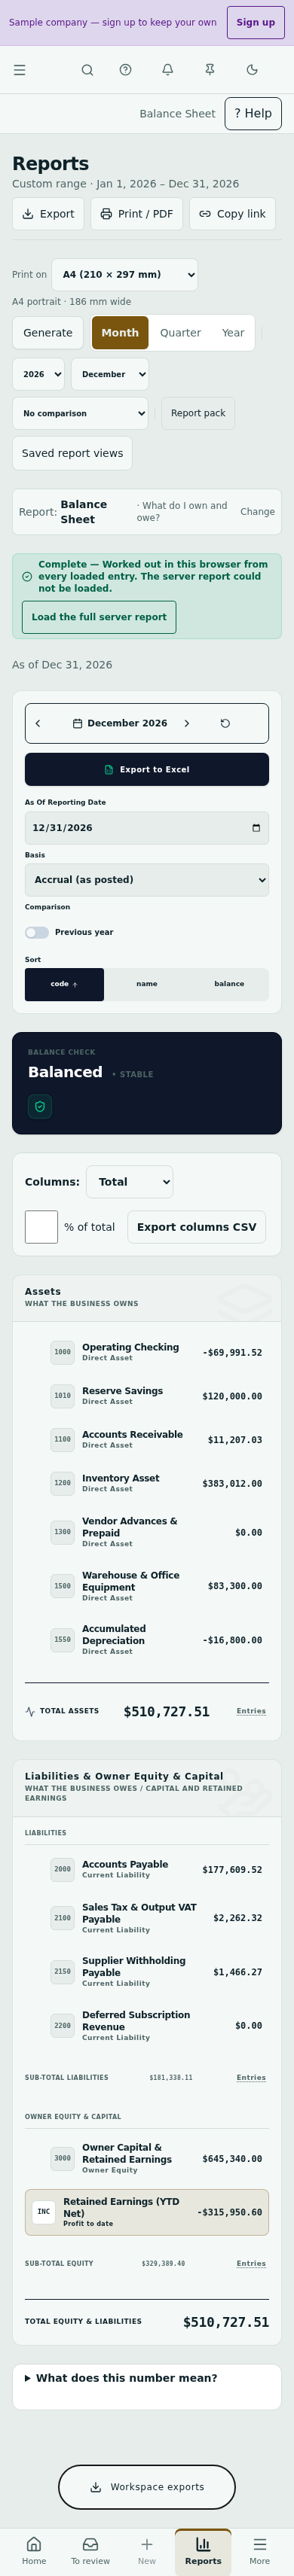 Sample company — sign up to keep your own
Sign up
Balance Sheet
? Help
Reports
Custom range · Jan 1, 2026 – Dec 31, 2026
Export
Print / PDF
Copy link
Print on
A4 (210 × 297 mm)
A4 portrait · 186 mm wide
Generate
Month
Quarter
Year
2026
December
No comparison
Report pack
Saved report views
Report:
Balance
Sheet
· What do I own and
owe?
Change
Complete — Worked out in this browser from
every loaded entry. The server report could
not be loaded.
Load the full server report
As of Dec 31, 2026
December 2026
Export to Excel
As Of Reporting Date
12/31/2026
Basis
Accrual (as posted)
Comparison
Previous year
Sort
code ↑
name
balance
BALANCE CHECK
Balanced
• STABLE
Columns:
Total
% of total
Export columns CSV
Assets
WHAT THE BUSINESS OWNS
1000
Operating Checking
Direct Asset
-$69,991.52
1010
Reserve Savings
Direct Asset
$120,000.00
1100
Accounts Receivable
Direct Asset
$11,207.03
1200
Inventory Asset
Direct Asset
$383,012.00
1300
Vendor Advances &
Prepaid
Direct Asset
$0.00
1500
Warehouse & Office
Equipment
Direct Asset
$83,300.00
1550
Accumulated
Depreciation
Direct Asset
-$16,800.00
TOTAL ASSETS
$510,727.51
Entries
Liabilities & Owner Equity & Capital
WHAT THE BUSINESS OWES / CAPITAL AND RETAINED
EARNINGS
LIABILITIES
2000
Accounts Payable
Current Liability
$177,609.52
2100
Sales Tax & Output VAT
Payable
Current Liability
$2,262.32
2150
Supplier Withholding
Payable
Current Liability
$1,466.27
2200
Deferred Subscription
Revenue
Current Liability
$0.00
SUB-TOTAL LIABILITIES
$181,338.11
Entries
OWNER EQUITY & CAPITAL
3000
Owner Capital &
Retained Earnings
Owner Equity
$645,340.00
INC
Retained Earnings (YTD
Net)
Profit to date
-$315,950.60
SUB-TOTAL EQUITY
$329,389.40
Entries
TOTAL EQUITY & LIABILITIES
$510,727.51
What does this number mean?
Workspace exports
Home
To review
New
Reports
More